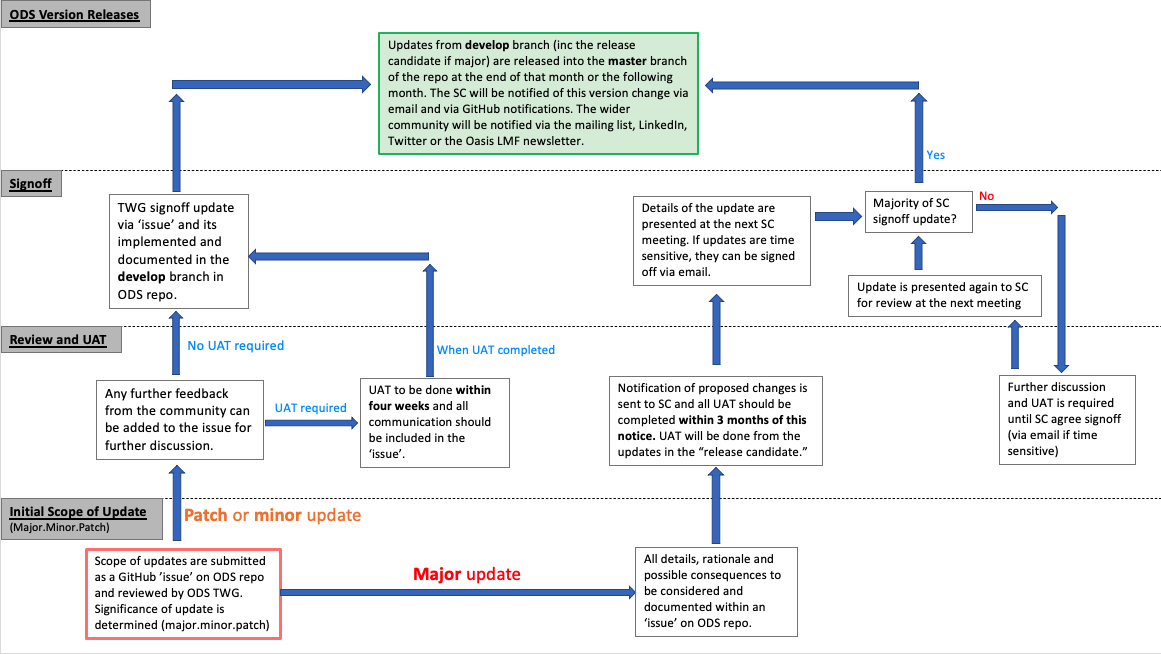 ODS Version Releases
Updates from develop branch (inc the release
candidate if major) are released into the master branch
of the repo at the end of that month or the following
month. The SC will be notified of this version change via
email and via GitHub notifications. The wider
community will be notified via the mailing list, LinkedIn,
Twitter or the Oasis LMF newsletter.
Yes
Signoff
TWG signoff update
via ‘issue’ and its
implemented and
documented in the
develop branch in
ODS repo.
Details of the update are
presented at the next SC
meeting. If updates are time
sensitive, they can be signed
off via email.
Majority of SC
signoff update?
No
Update is presented again to SC
for review at the next meeting
Review and UAT
No UAT required
When UAT completed
Any further feedback
from the community can
be added to the issue for
further discussion.
UAT required
UAT to be done within
four weeks and all
communication should
be included in the
‘issue’.
Notification of proposed changes is
sent to SC and all UAT should be
completed within 3 months of this
notice. UAT will be done from the
updates in the “release candidate.”
Further discussion
and UAT is required
until SC agree signoff
(via email if time
sensitive)
Initial Scope of Update
(Major.Minor.Patch)
Patch or minor update
Scope of updates are submitted
as a GitHub ‘issue’ on ODS repo
and reviewed by ODS TWG.
Significance of update is
determined (major.minor.patch)
Major update
All details, rationale and
possible consequences to
be considered and
documented within an
‘issue’ on ODS repo.